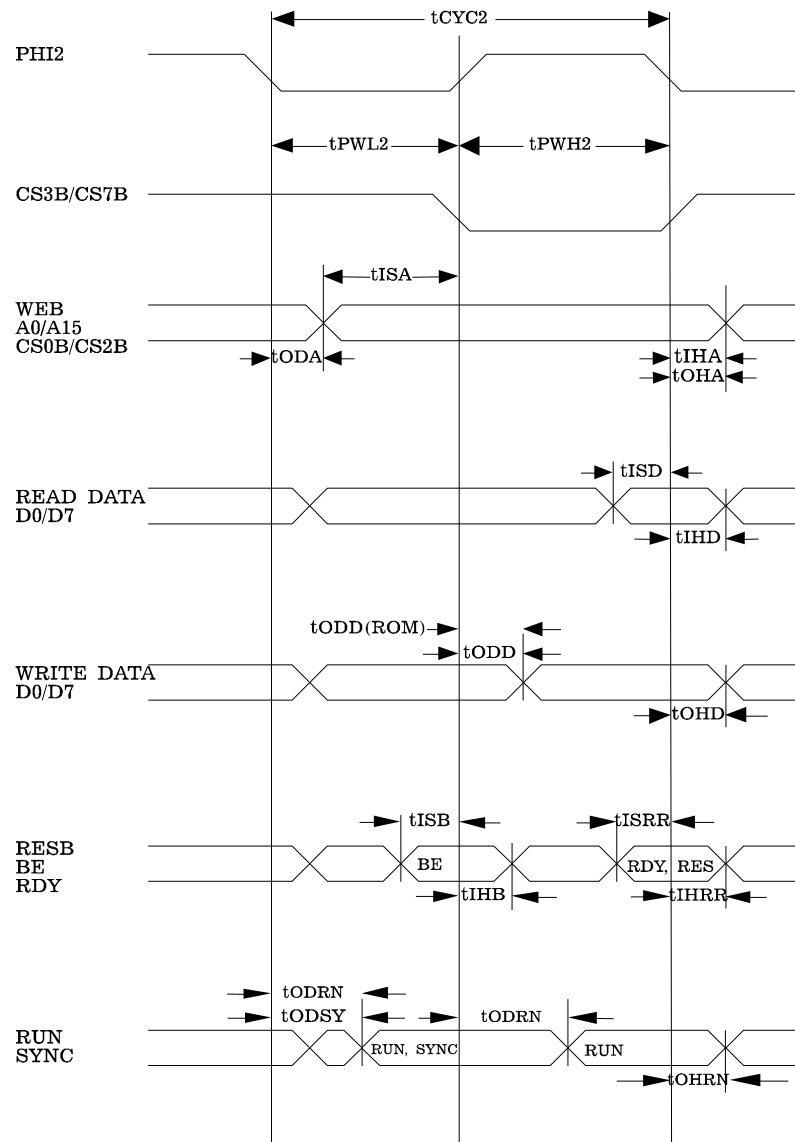 tCYC2
PHI2
tPWL2
tPWH2
CS3B/CS7B
tISA
WEB
A0/A15
CS0B/CS2B
tODA
tIHA
tOHA
tISD
READ DATA
D0/D7
tIHD
tODD(ROM)
tODD
WRITE DATA
D0/D7
tOHD
tISB
tISRR
RESB
BE
RDY
BE
RDY, RES
tIHB
tIHRR
tODRN
tODSY
tODRN
RUN
SYNC
RUN, SYNC
RUN
tOHRN